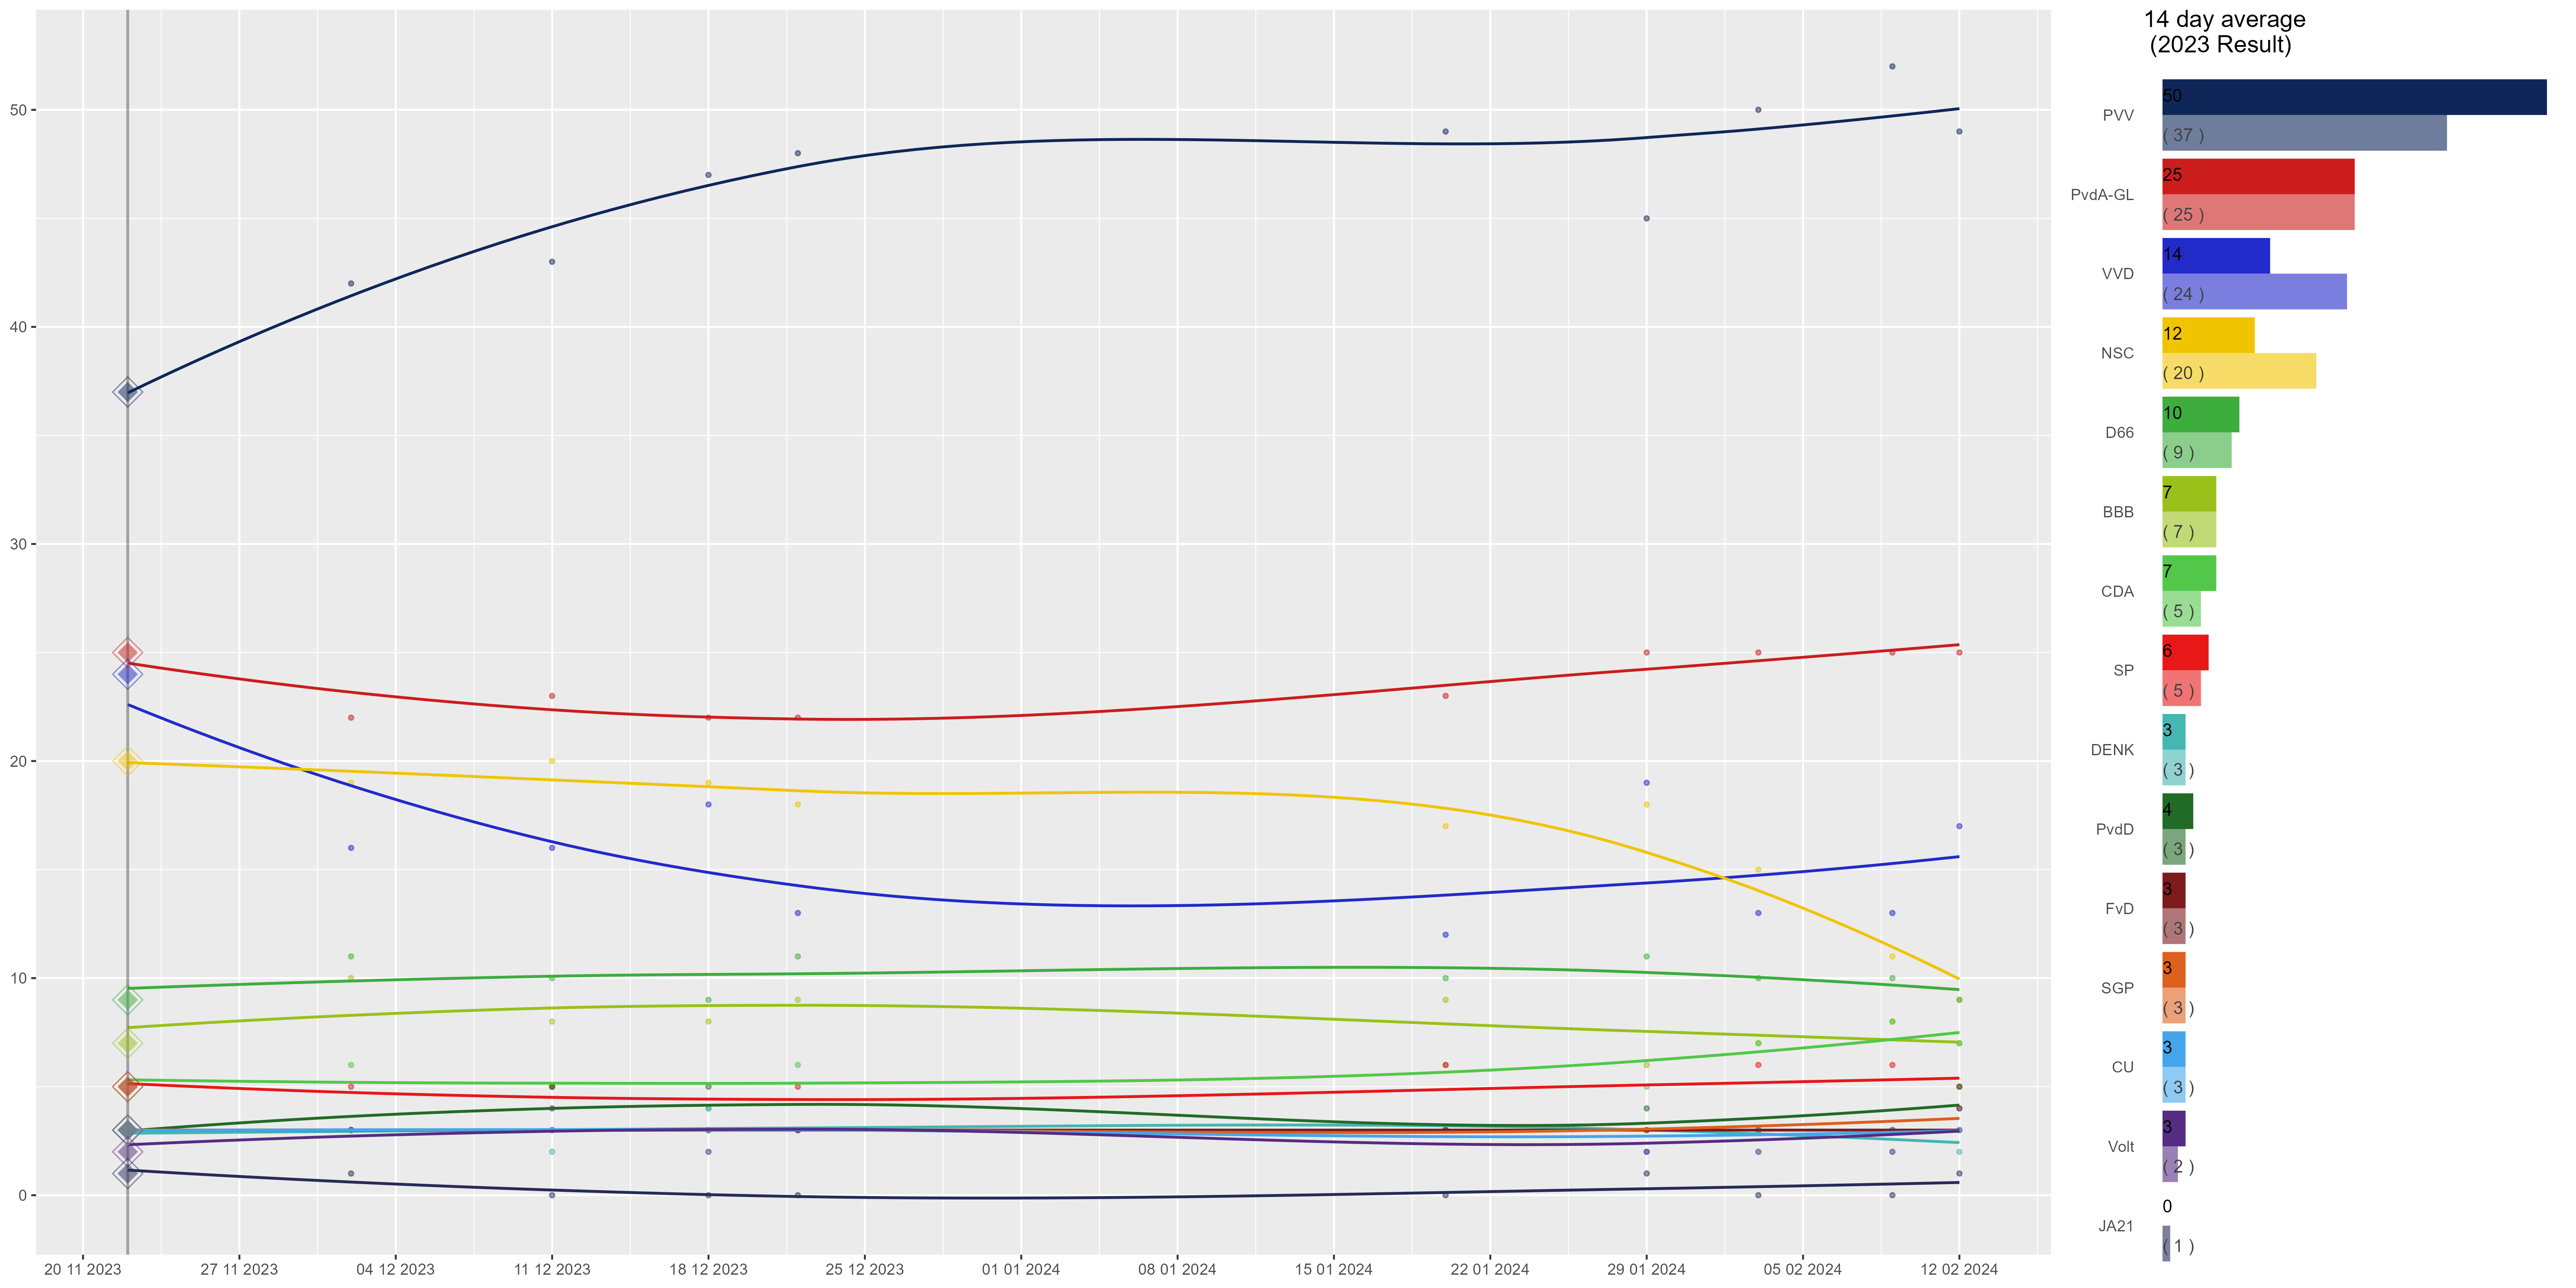 14 day average
(2023 Result)
50
40
30
20
10
0
20 11 2023
27 11 2023
04 12 2023
11 12 2023
18 12 2023
25 12 2023
01 01 2024
08 01 2024
15 01 2024
22 01 2024
29 01 2024
05 02 2024
12 02 2024
PVV
50
( 37 )
PvdA-GL
25
( 25 )
VVD
14
( 24 )
NSC
12
( 20 )
D66
10
( 9 )
BBB
7
( 7 )
CDA
7
( 5 )
SP
6
( 5 )
DENK
3
( 3 )
PvdD
4
( 3 )
FvD
3
( 3 )
SGP
3
( 3 )
CU
3
( 3 )
Volt
3
( 2 )
JA21
0
( 1 )